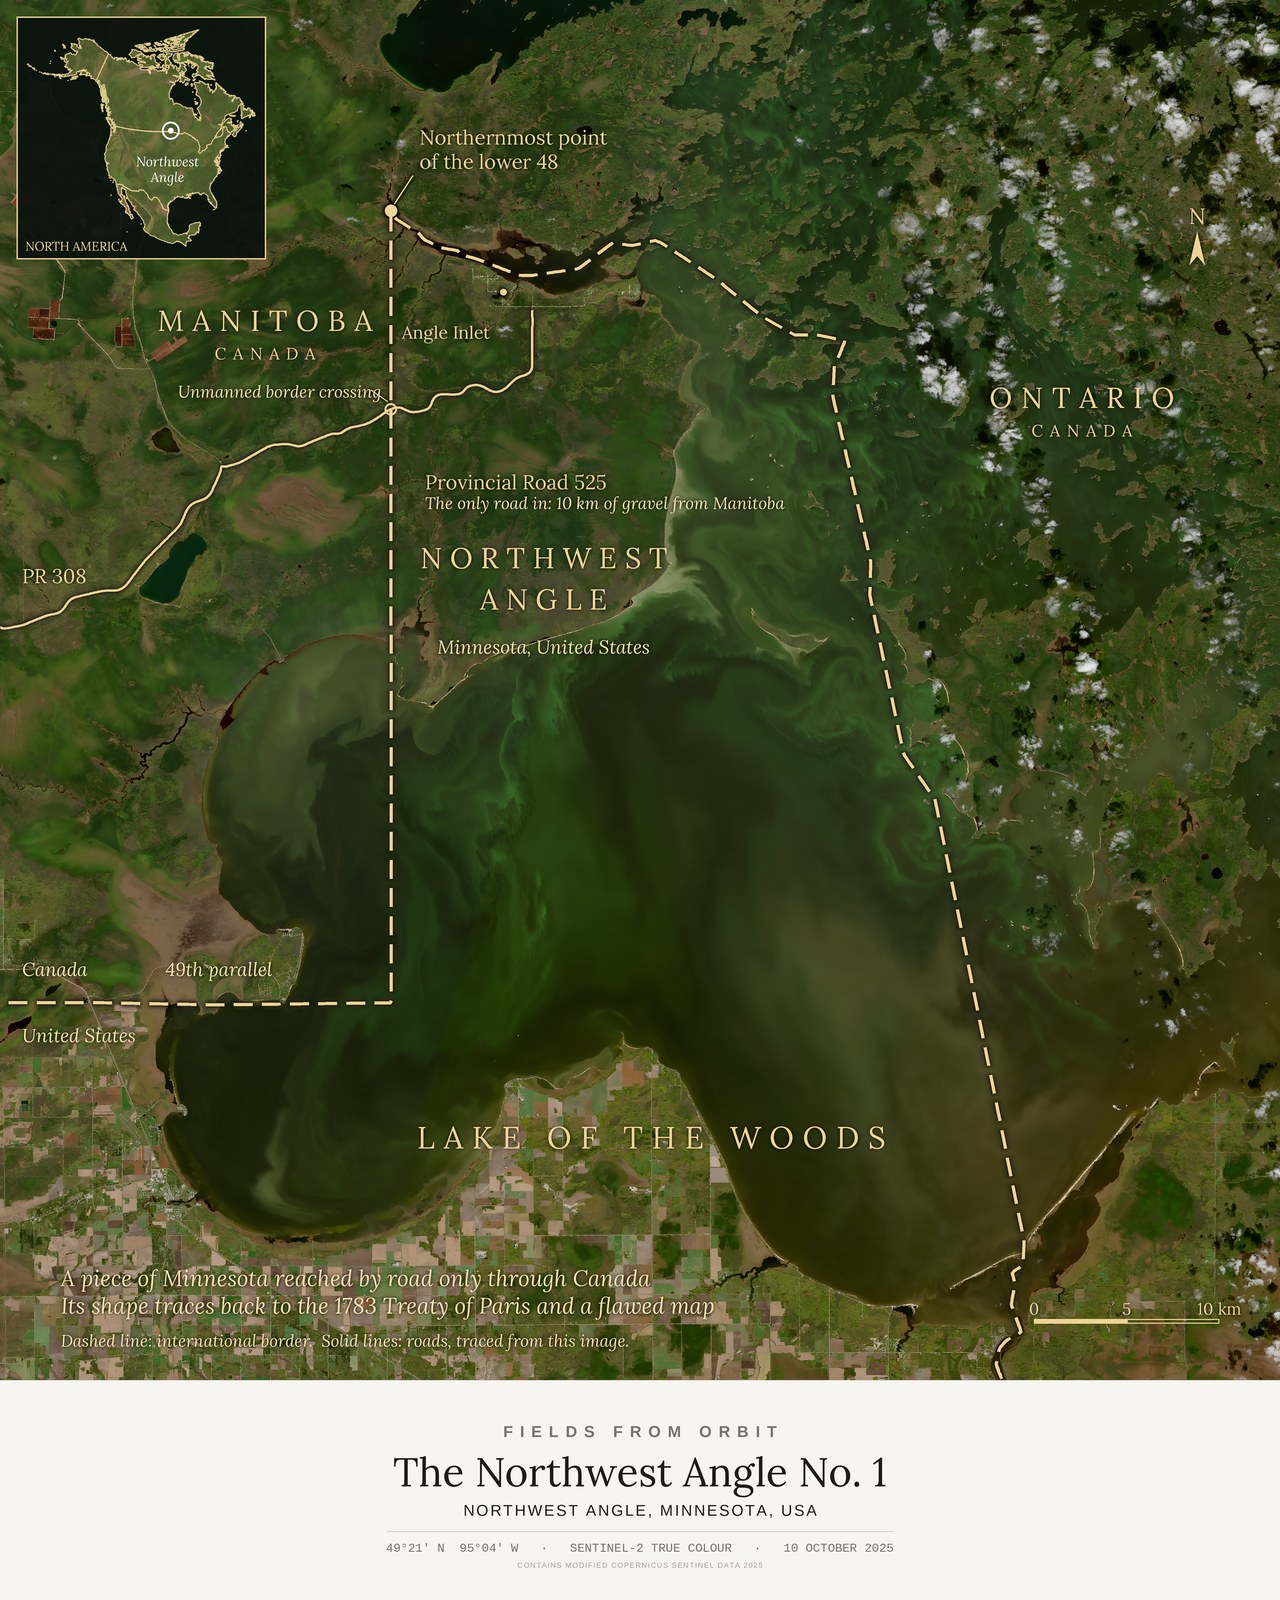 Northwest
Angle
NORTH AMERICA
Northernmost point
of the lower 48
N
MANITOBA
CANADA
Angle Inlet
Unmanned border crossing
ONTARIO
CANADA
Provincial Road 525
The only road in: 10 km of gravel from Manitoba
NORTHWEST
ANGLE
Minnesota, United States
PR 308
Canada
49th parallel
United States
LAKE OF THE WOODS
A piece of Minnesota reached by road only through Canada
Its shape traces back to the 1783 Treaty of Paris and a flawed map
Dashed line: international border. Solid lines: roads, traced from this image.
0 5 10 km
FIELDS FROM ORBIT
The Northwest Angle No. 1
NORTHWEST ANGLE, MINNESOTA, USA
49°21' N 95°04' W · SENTINEL-2 TRUE COLOUR · 10 OCTOBER 2025
CONTAINS MODIFIED COPERNICUS SENTINEL DATA 2025